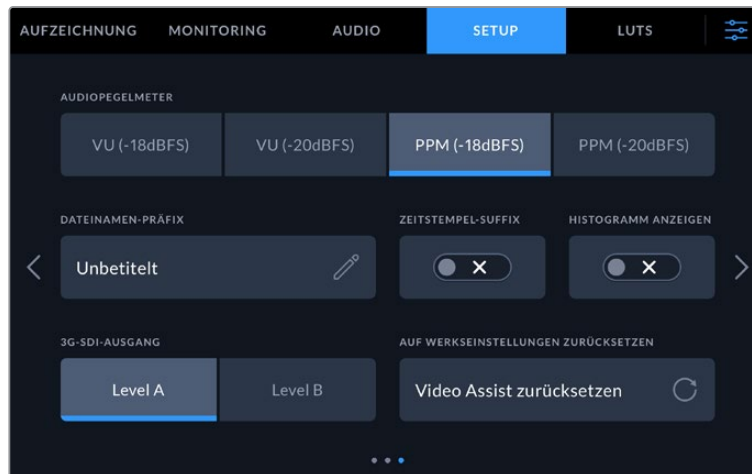 AUFZEICHNUNG MONITORING AUDIO SETUP LUTS
AUDIOPEGELMETER
VU (-18dBFS) VU (-20dBFS) PPM (-18dBFS) PPM (-20dBFS)
DATEINAMEN-PRÄFIX ZEITSTEMPEL-SUFFIX HISTOGRAMM ANZEIGEN
Unbetitelt
3G-SDI-AUSGANG AUF WERKSEINSTELLUNGEN ZURÜCKSETZEN
Level A Level B Video Assist zurücksetzen